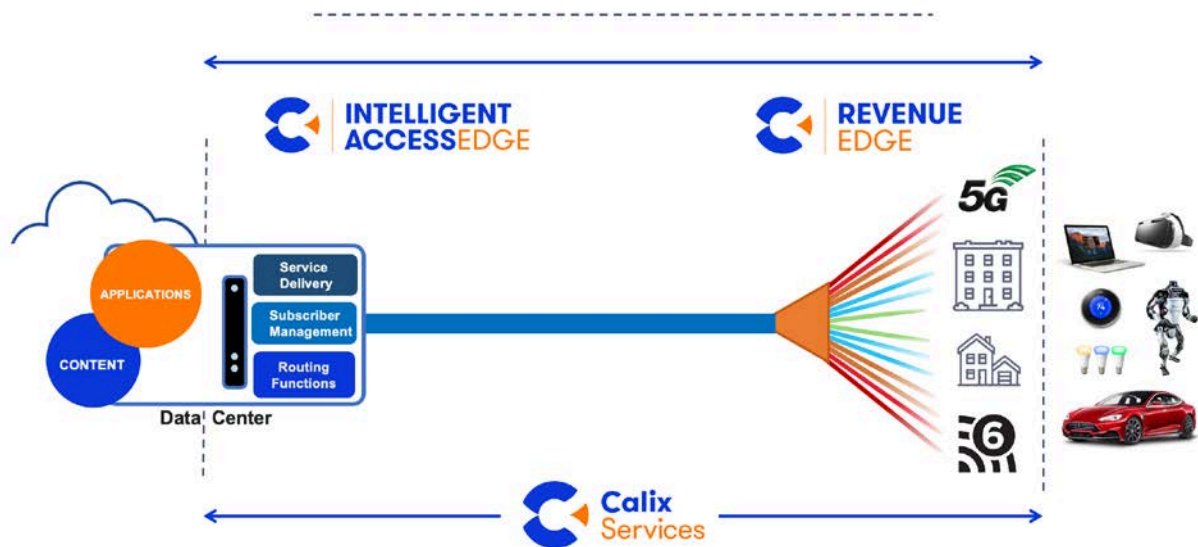 INTELLIGENT
ACCESSEDGE
REVENUE
EDGE
5G
APPLICATIONS
CONTENT
Service
Delivery
Subscriber
Management
Routing
Functions
Data Center
6
Calix
Services